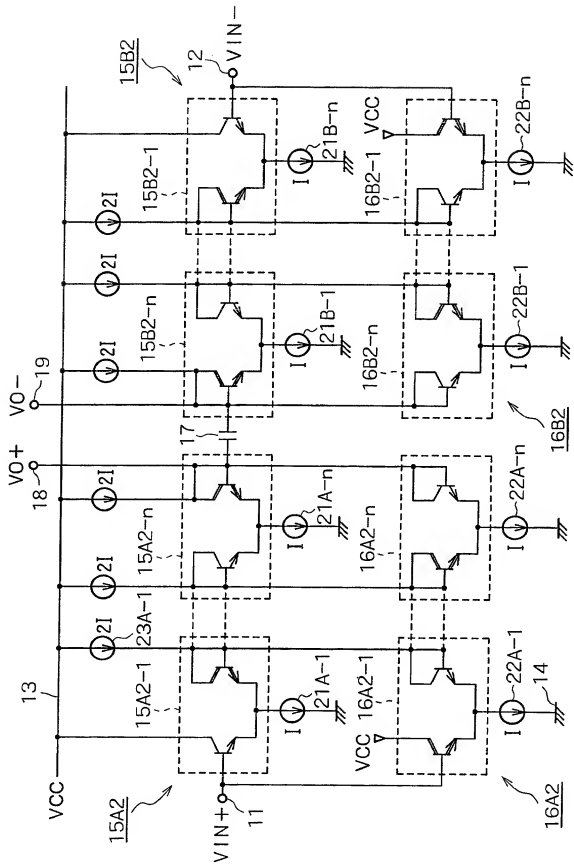 VCC
13
VO+
18
VO-
19
2I
23A-1
2I
2I
2I
2I
2I
15A2
15A2-1
15A2-n
17
15B2-n
15B2-1
15B2
VIN+
11
12
VIN-
I
21A-1
I
21A-n
I
21B-1
I
21B-n
VCC
16A2-1
16A2-n
16B2-n
16B2-1
VCC
I
22A-1
14
I
22A-n
I
22B-1
I
22B-n
16A2
16B2